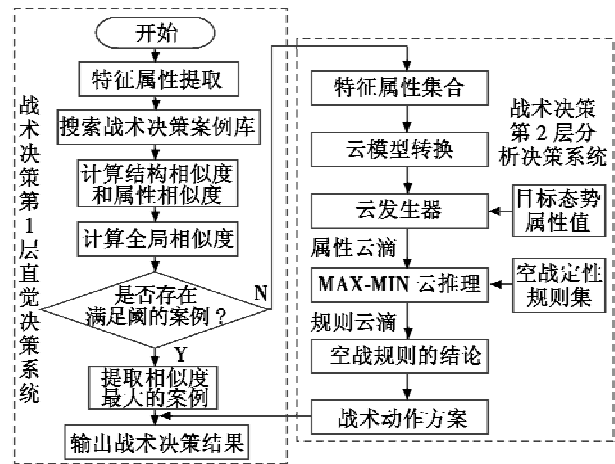 开始
特征属性提取
搜索战术决策案例库
计算结构相似度
和属性相似度
计算全局相似度
是否存在
满足阈的案例？
N
Y
提取相似度
最大的案例
输出战术决策结果
战术决策第1层直觉决策系统
特征属性集合
云模型转换
云发生器
属性云滴
MAX-MIN 云推理
规则云滴
空战规则的结论
战术动作方案
战术决策
第2层分
析决策系统
目标态势
属性值
空战定性
规则集